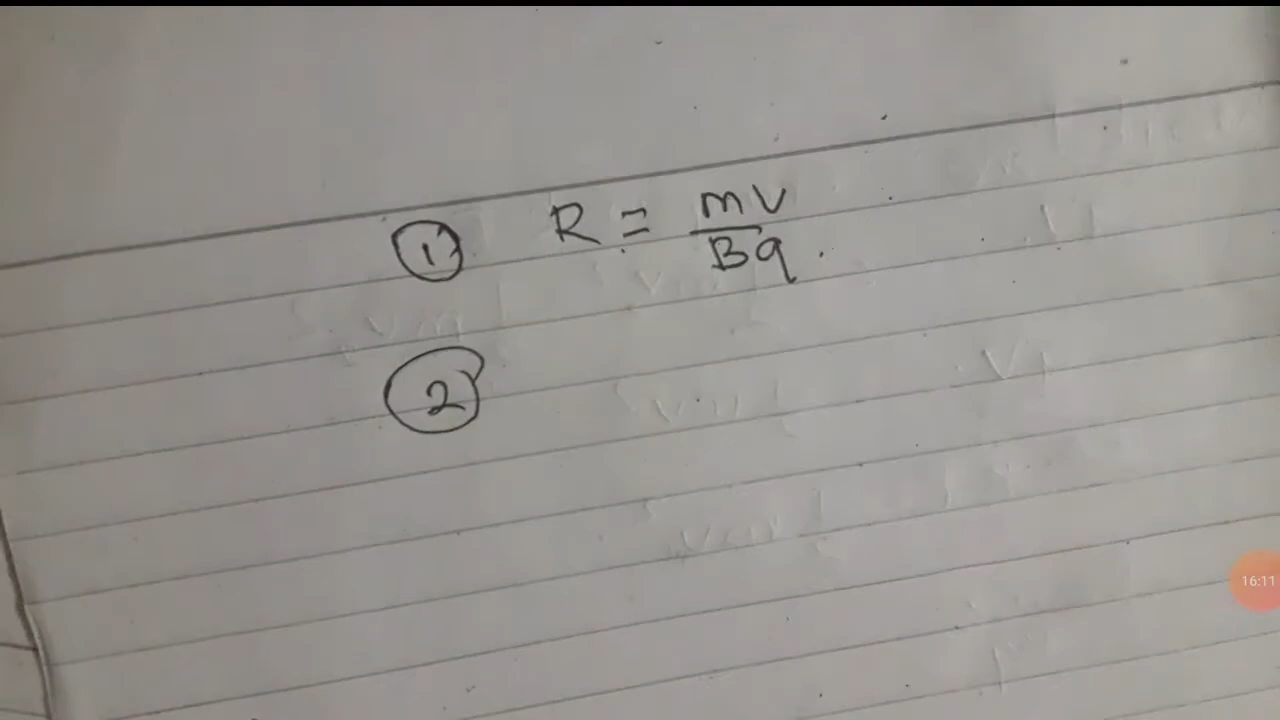 ① R = mv/Bq.
②
16:11